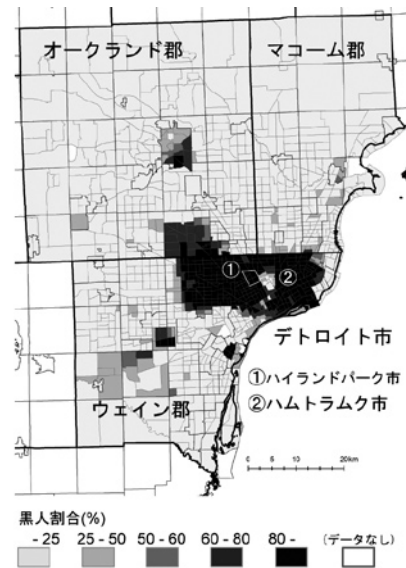 オークランド郡
マコーム郡
①
②
デトロイト市
①ハイランドパーク市
②ハムトラムク市
ウェイン郡
0 5 10 20km
黒人割合(%)
- 25 25 - 50 50 - 60 60 - 80 80 - (データなし)